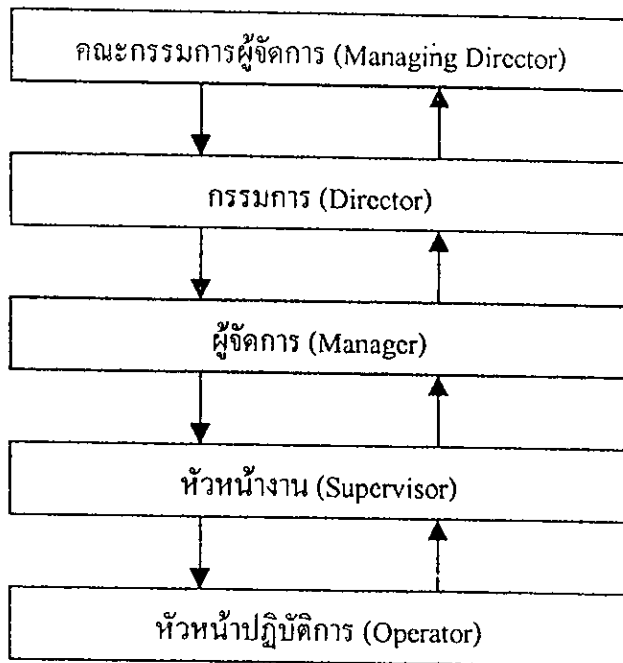 คณะกรรมการผู้จัดการ (Managing Director)
กรรมการ (Director)
ผู้จัดการ (Manager)
หัวหน้างาน (Supervisor)
หัวหน้าปฏิบัติการ (Operator)